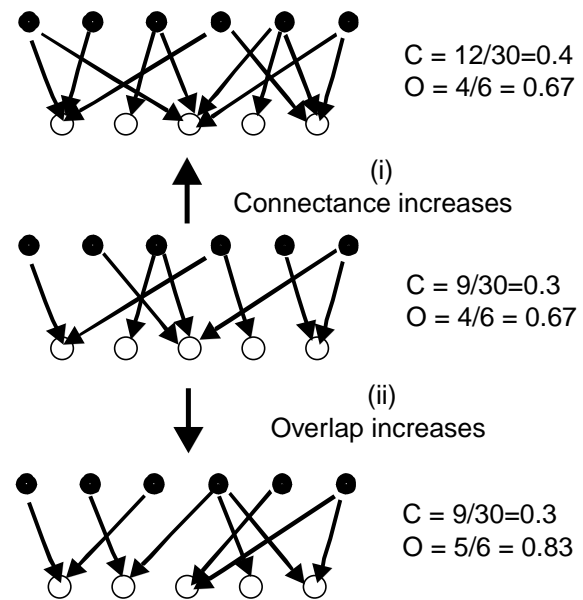 C = 12/30=0.4
O = 4/6 = 0.67
(i)
Connectance increases
C = 9/30=0.3
O = 4/6 = 0.67
(ii)
Overlap increases
C = 9/30=0.3
O = 5/6 = 0.83